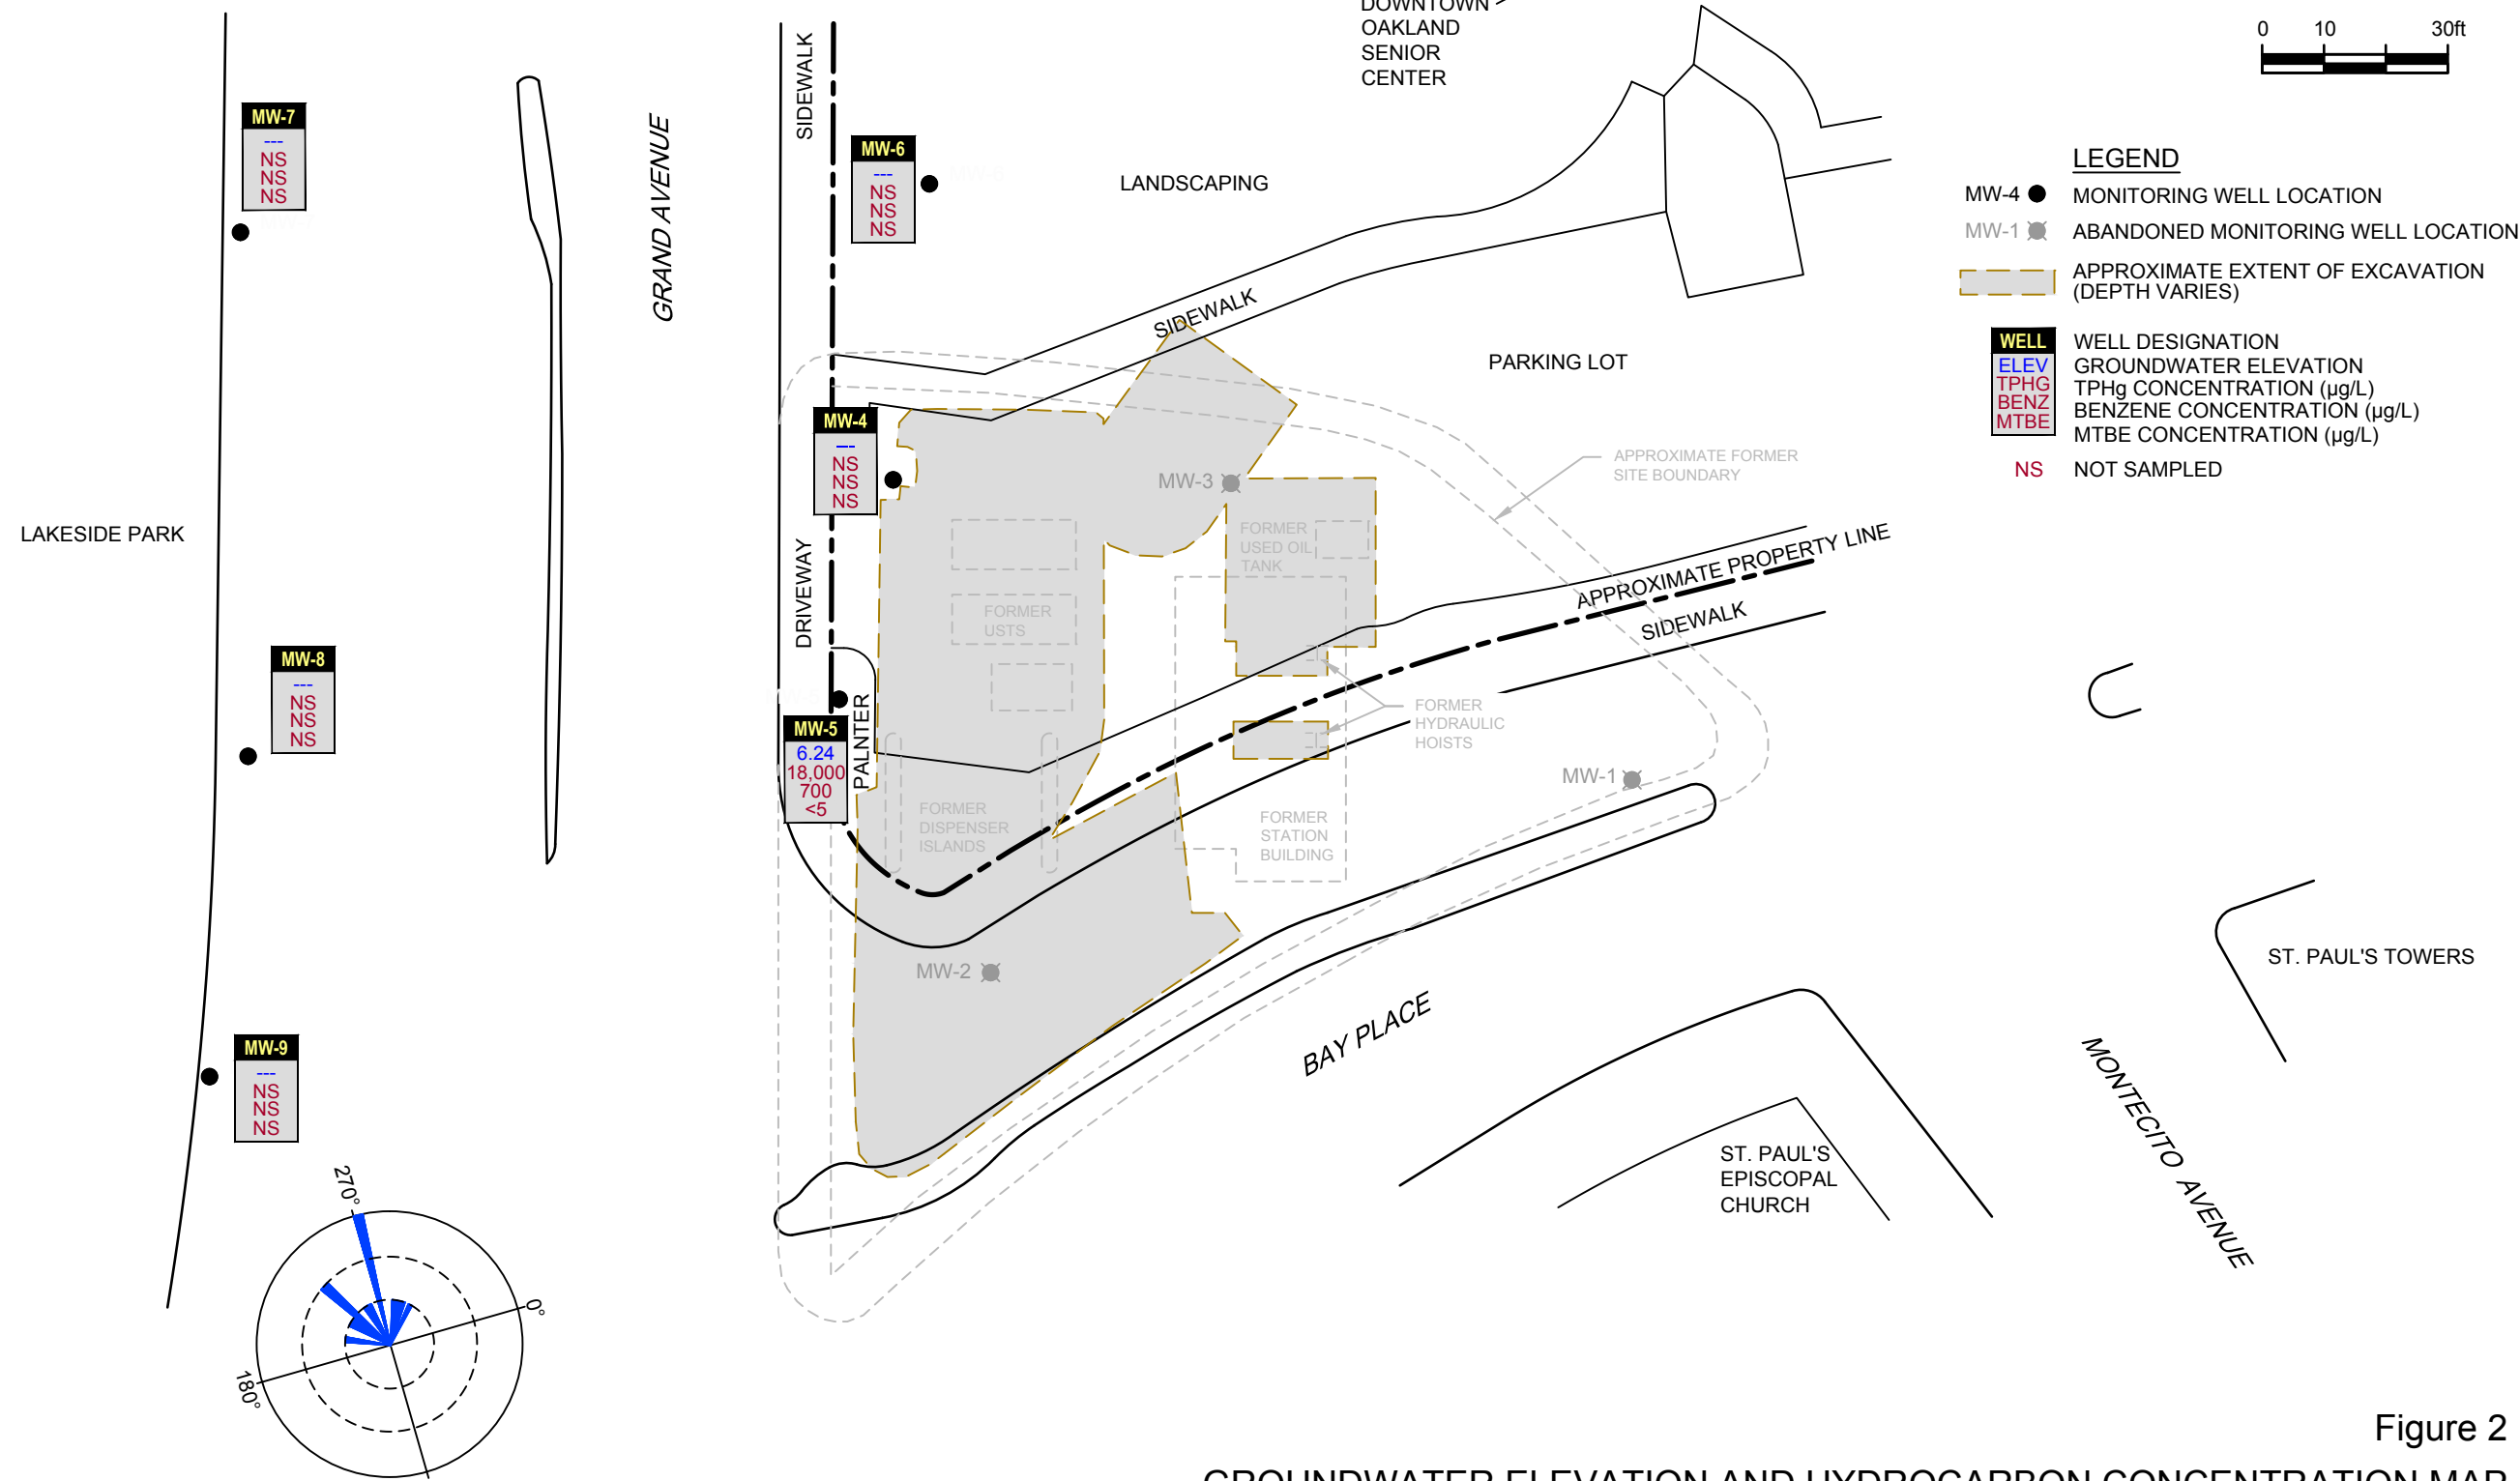 DOWNTOWN
OAKLAND
SENIOR
CENTER
0 10 30ft
LEGEND
MW-4 MONITORING WELL LOCATION
MW-1 ABANDONED MONITORING WELL LOCATION
APPROXIMATE EXTENT OF EXCAVATION
(DEPTH VARIES)
WELL WELL DESIGNATION
ELEV GROUNDWATER ELEVATION
TPHG TPHg CONCENTRATION (µg/L)
BENZ BENZENE CONCENTRATION (µg/L)
MTBE MTBE CONCENTRATION (µg/L)
NS NOT SAMPLED
MW-7
---
NS
NS
NS
GRAND AVENUE
SIDEWALK
MW-6
---
NS
NS
NS
LANDSCAPING
SIDEWALK
PARKING LOT
MW-4
---
NS
NS
NS
MW-3
APPROXIMATE FORMER
SITE BOUNDARY
LAKESIDE PARK
DRIVEWAY
FORMER
USED OIL
TANK
FORMER
USTS
APPROXIMATE PROPERTY LINE
SIDEWALK
MW-8
---
NS
NS
NS
MW-5
6.24
18,000
700
<5
PALNTER
FORMER
HYDRAULIC
HOISTS
MW-1
FORMER
DISPENSER
ISLANDS
FORMER
STATION
BUILDING
MW-2
ST. PAUL'S TOWERS
MW-9
---
NS
NS
NS
BAY PLACE
MONTECITO AVENUE
ST. PAUL'S
EPISCOPAL
CHURCH
270°
0°
180°
Figure 2
GROUNDWATER ELEVATION AND HYDROCARBON CONCENTRATION MAP